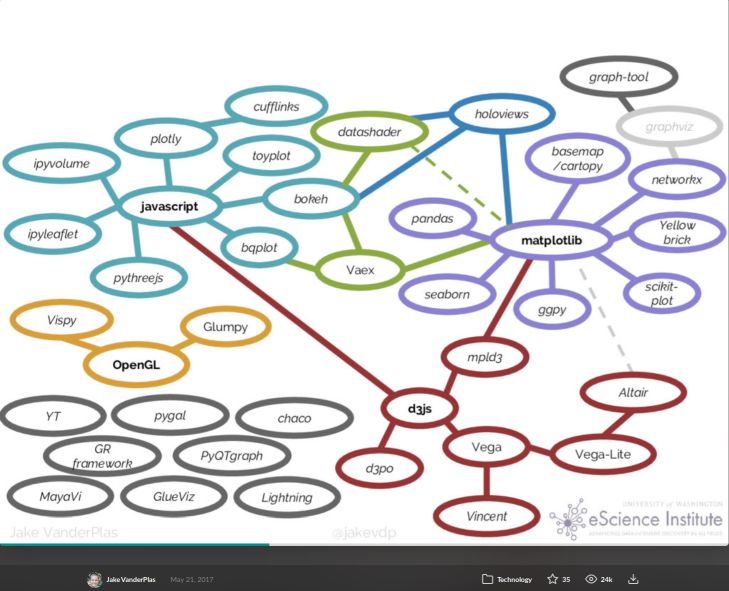 graph-tool
cufflinks
holoviews
graphviz
datashader
plotly
basemap
/cartopy
toyplot
ipyvolume
networkx
bokeh
javascript
pandas
Yellow
brick
ipyleaflet
matplotlib
bqplot
Vaex
pythreejs
seaborn
scikit-
plot
ggpy
Vispy
Glumpy
OpenGL
mpld3
Altair
d3js
YT
pygal
chaco
GR
framework
PyQTgraph
Vega
Vega-Lite
d3po
MayaVi
GlueViz
Lightning
Vincent
UNIVERSITY of WASHINGTON
eScience Institute
ADVANCING DATA-INTENSIVE DISCOVERY IN ALL FIELDS
Jake VanderPlas
@jakevdp
Jake VanderPlas
May 21, 2017
Technology
35
24k